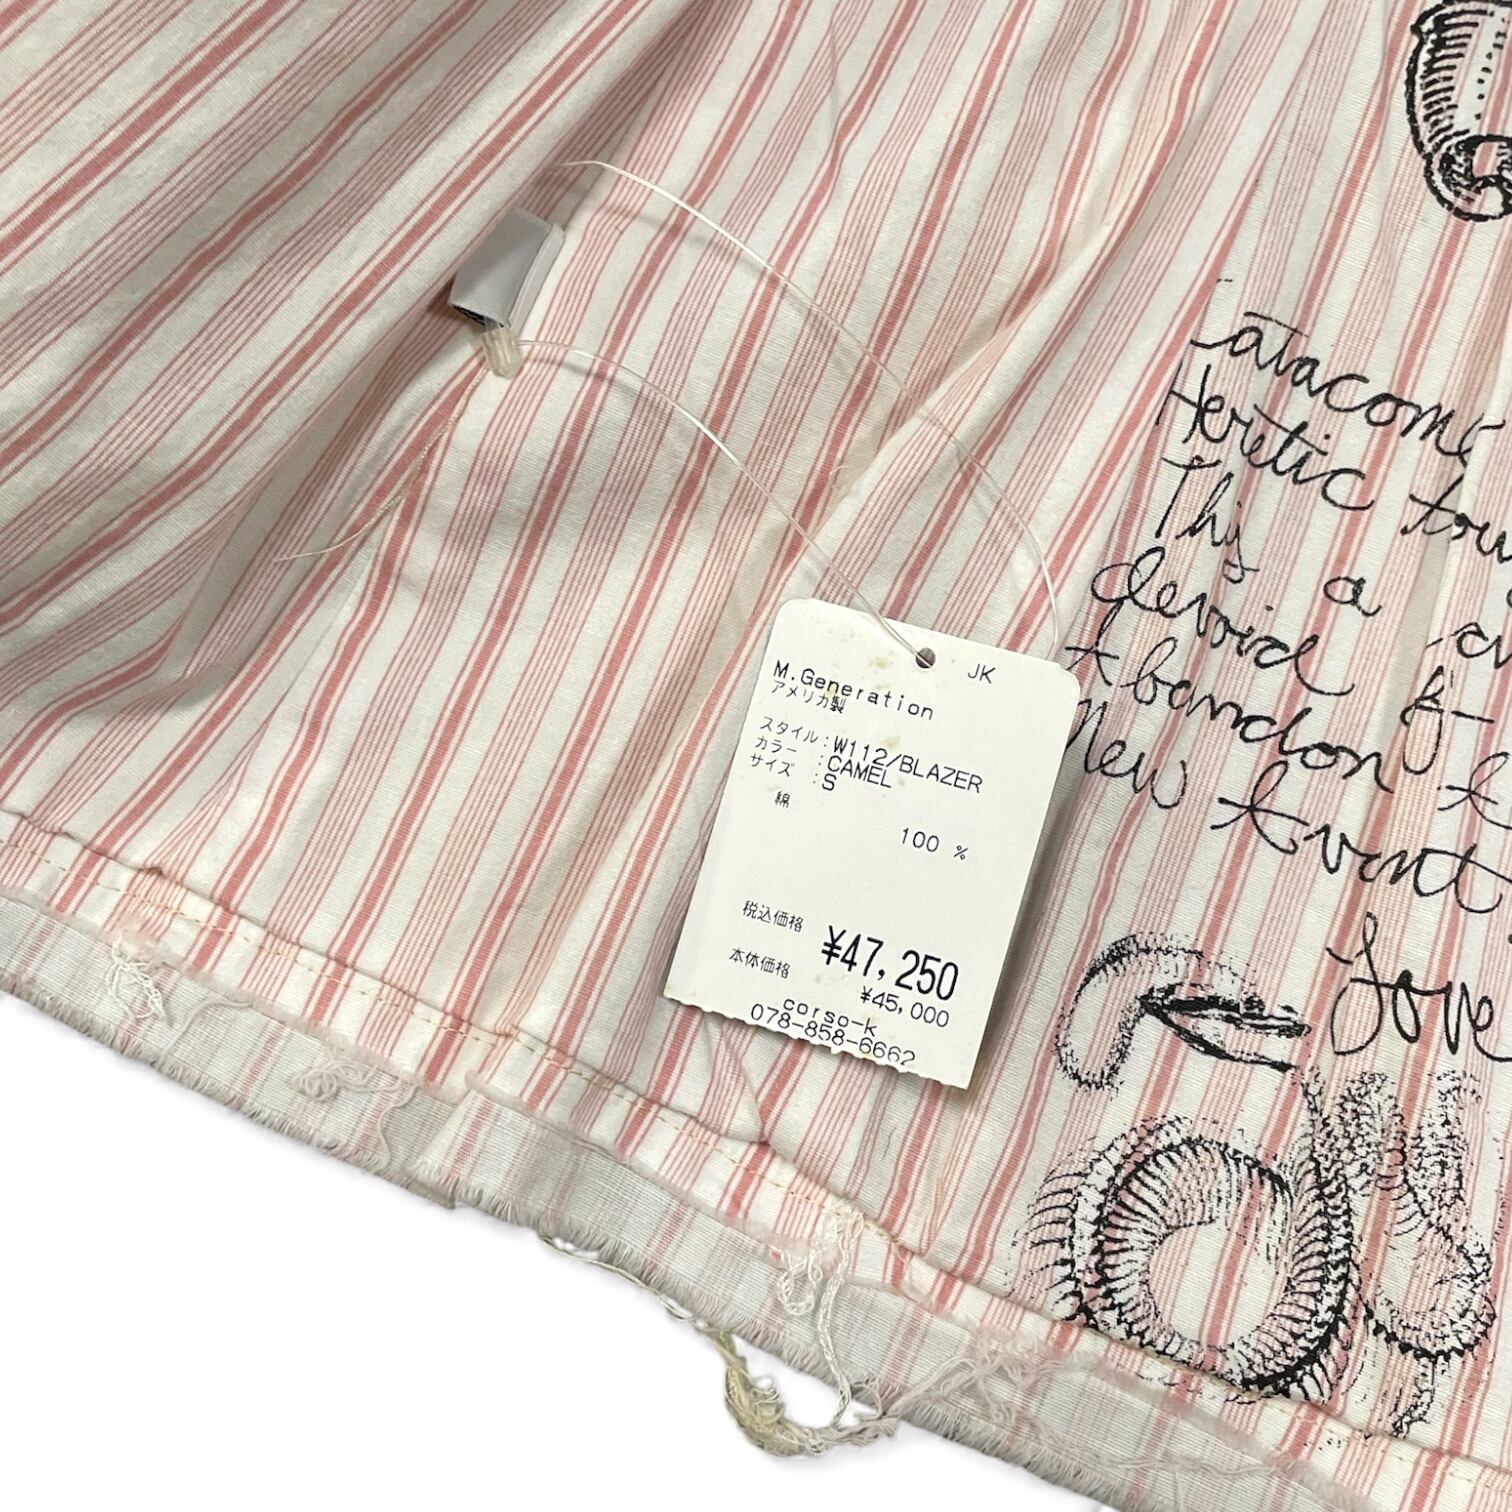 JK
M.Generation
アメリカ製
スタイル:W112/BLAZER
カラー :CAMEL
サイズ :S
綿
100 %
税込価格 ¥47,250
本体価格 ¥45,000
corso-k
078-858-6662
Heretic
This a
devoid
Abandon
New
Love